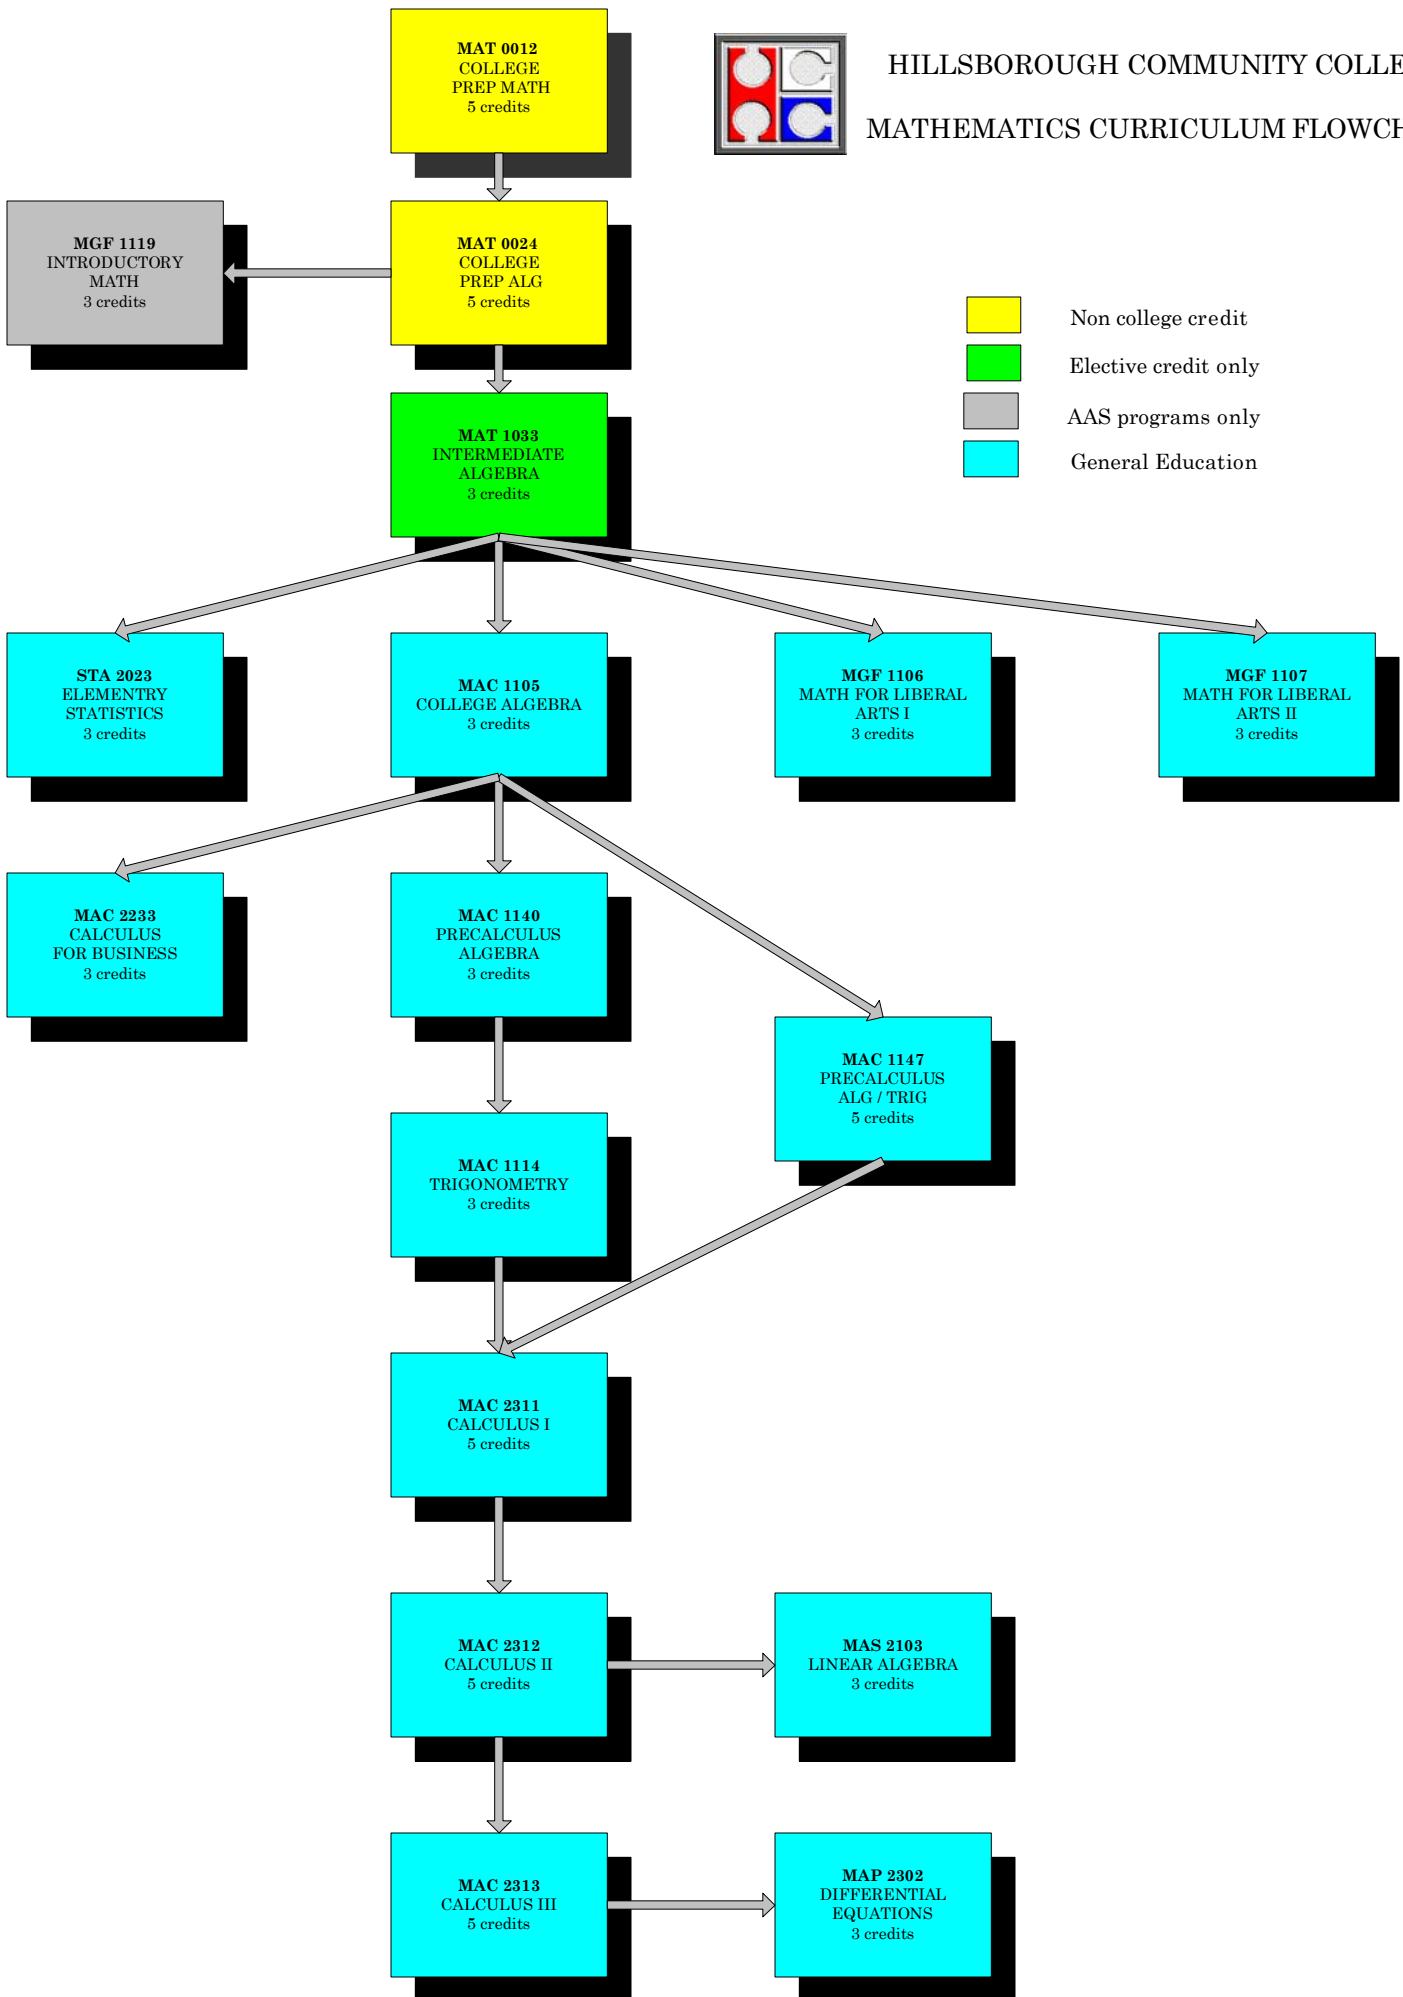 MAT 0012
COLLEGE
PREP MATH
5 credits
HILLSBOROUGH COMMUNITY COLLE
MATHEMATICS CURRICULUM FLOWCH
MGF 1119
INTRODUCTORY
MATH
3 credits
MAT 0024
COLLEGE
PREP ALG
5 credits
Non college credit
Elective credit only
AAS programs only
General Education
MAT 1033
INTERMEDIATE
ALGEBRA
3 credits
STA 2023
ELEMENTRY
STATISTICS
3 credits
MAC 1105
COLLEGE ALGEBRA
3 credits
MGF 1106
MATH FOR LIBERAL
ARTS I
3 credits
MGF 1107
MATH FOR LIBERAL
ARTS II
3 credits
MAC 2233
CALCULUS
FOR BUSINESS
3 credits
MAC 1140
PRECALCULUS
ALGEBRA
3 credits
MAC 1147
PRECALCULUS
ALG / TRIG
5 credits
MAC 1114
TRIGONOMETRY
3 credits
MAC 2311
CALCULUS I
5 credits
MAC 2312
CALCULUS II
5 credits
MAS 2103
LINEAR ALGEBRA
3 credits
MAC 2313
CALCULUS III
5 credits
MAP 2302
DIFFERENTIAL
EQUATIONS
3 credits